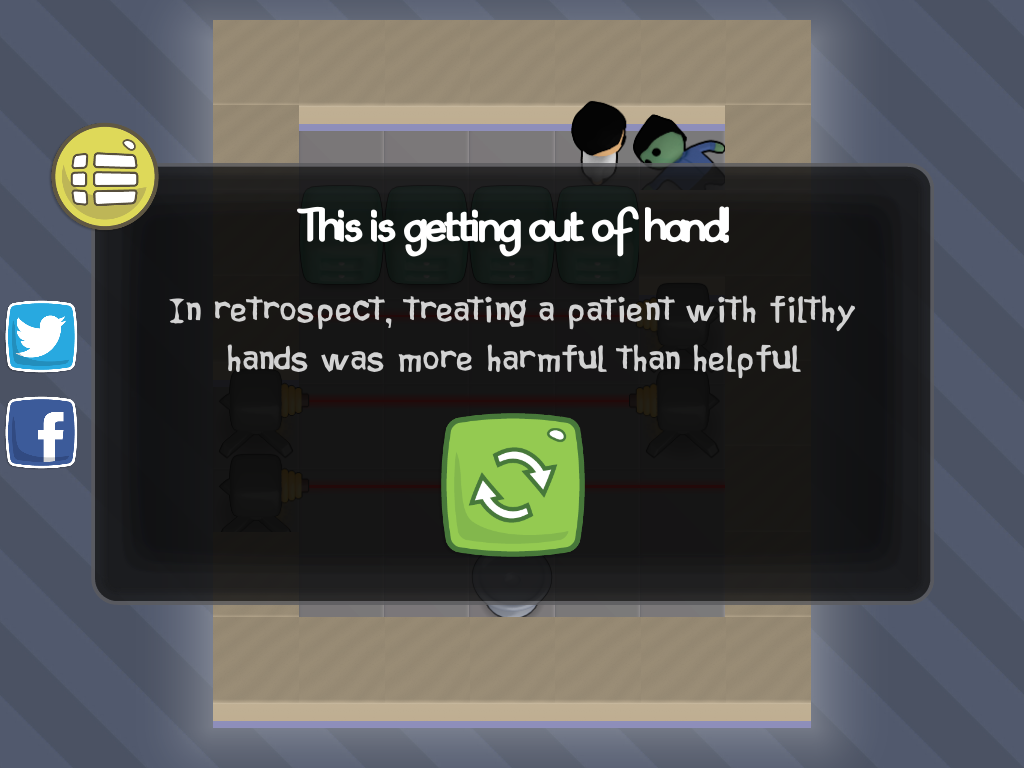 This is getting out of hand!
In retrospect, treating a patient with filthy
hands was more harmful than helpful